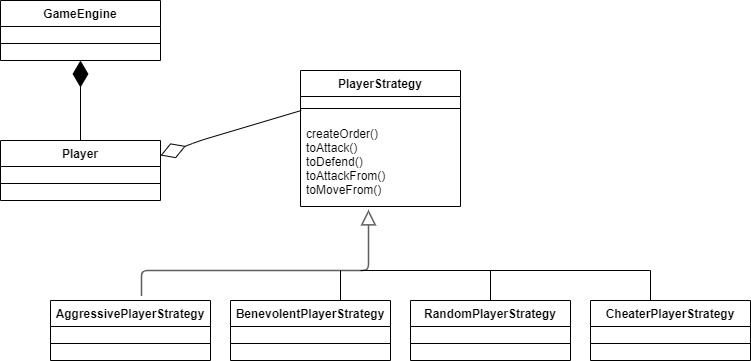 GameEngine
PlayerStrategy
createOrder()
toAttack()
toDefend()
toAttackFrom()
toMoveFrom()
Player
AggressivePlayerStrategy
BenevolentPlayerStrategy
RandomPlayerStrategy
CheaterPlayerStrategy